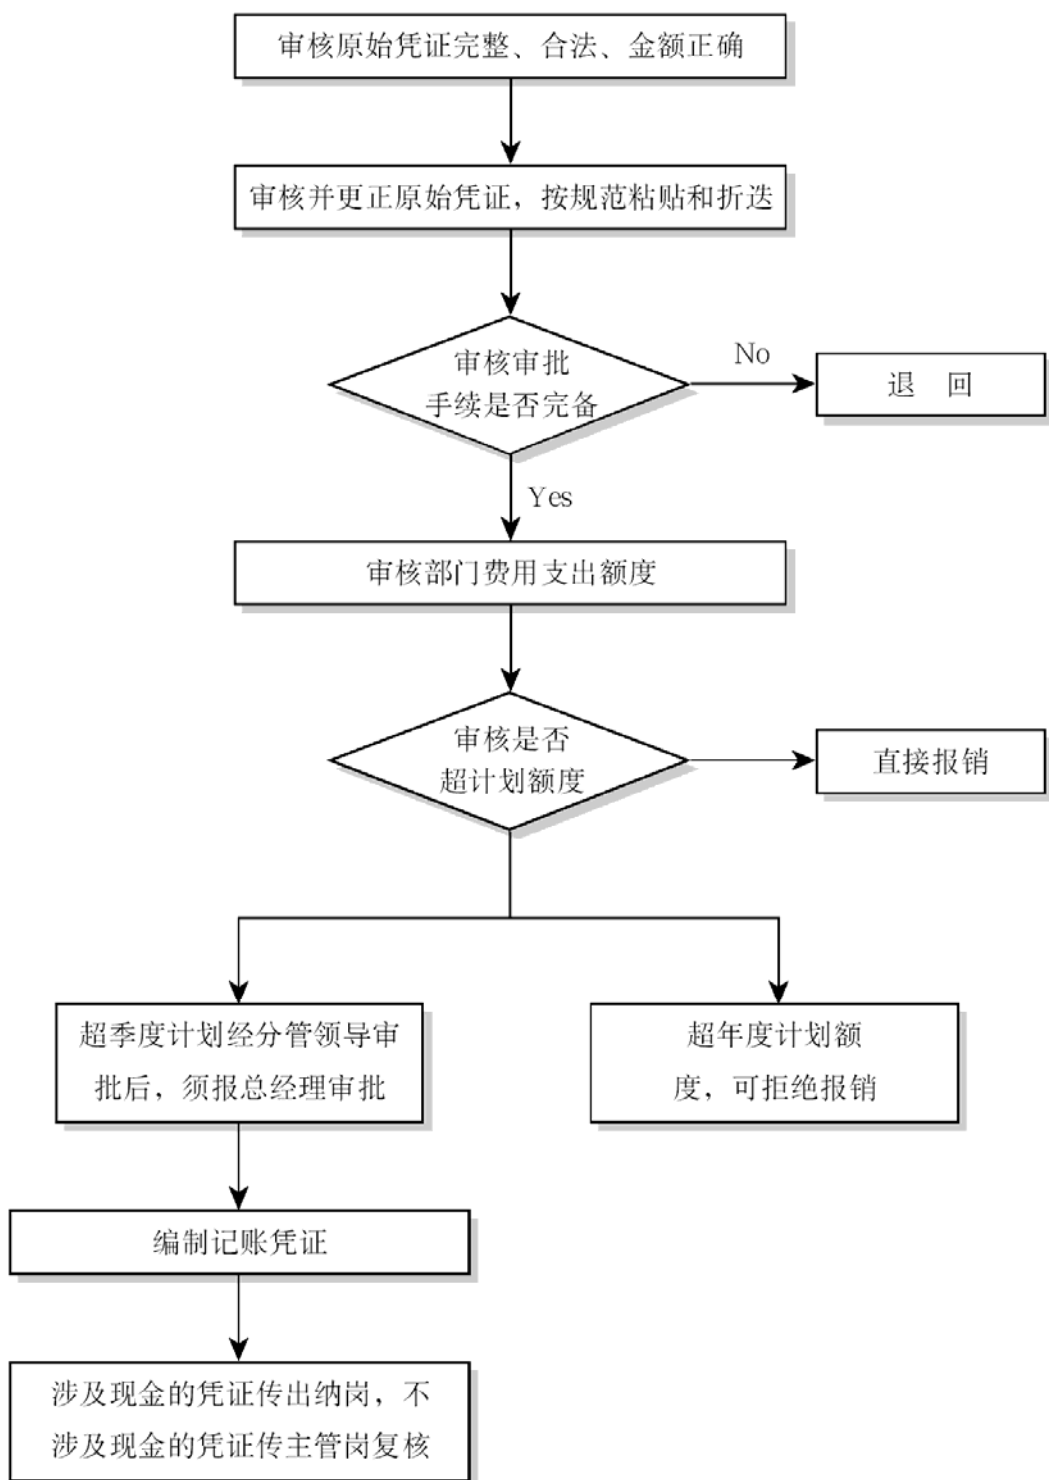 审核原始凭证完整、合法、金额正确
审核并更正原始凭证，按规范粘贴和折迭
审核审批
手续是否完备
No
退 回
Yes
审核部门费用支出额度
审核是否
超计划额度
直接报销
超季度计划经分管领导审
批后，须报总经理审批
超年度计划额
度，可拒绝报销
编制记账凭证
涉及现金的凭证传出纳岗，不
涉及现金的凭证传主管岗复核